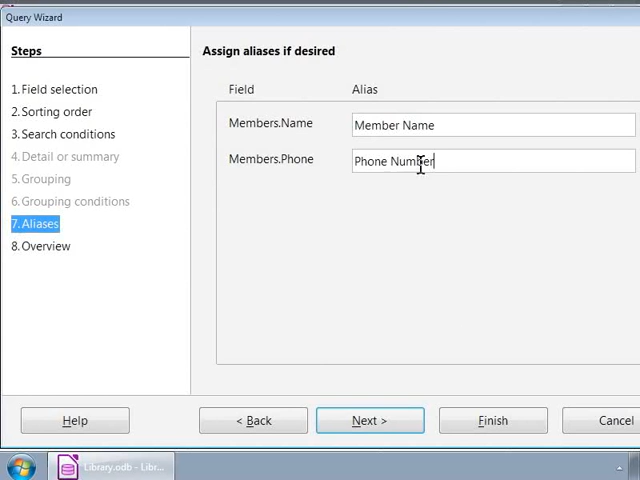 Query Wizard
Steps
1. Field selection
2. Sorting order
3. Search conditions
4. Detail or summary
5. Grouping
6. Grouping conditions
7. Aliases
8. Overview
Assign aliases if desired
Field Alias
Members.Name Member Name
Members.Phone Phone Number
Help < Back Next > Finish Cancel
Library.odb - Libr...